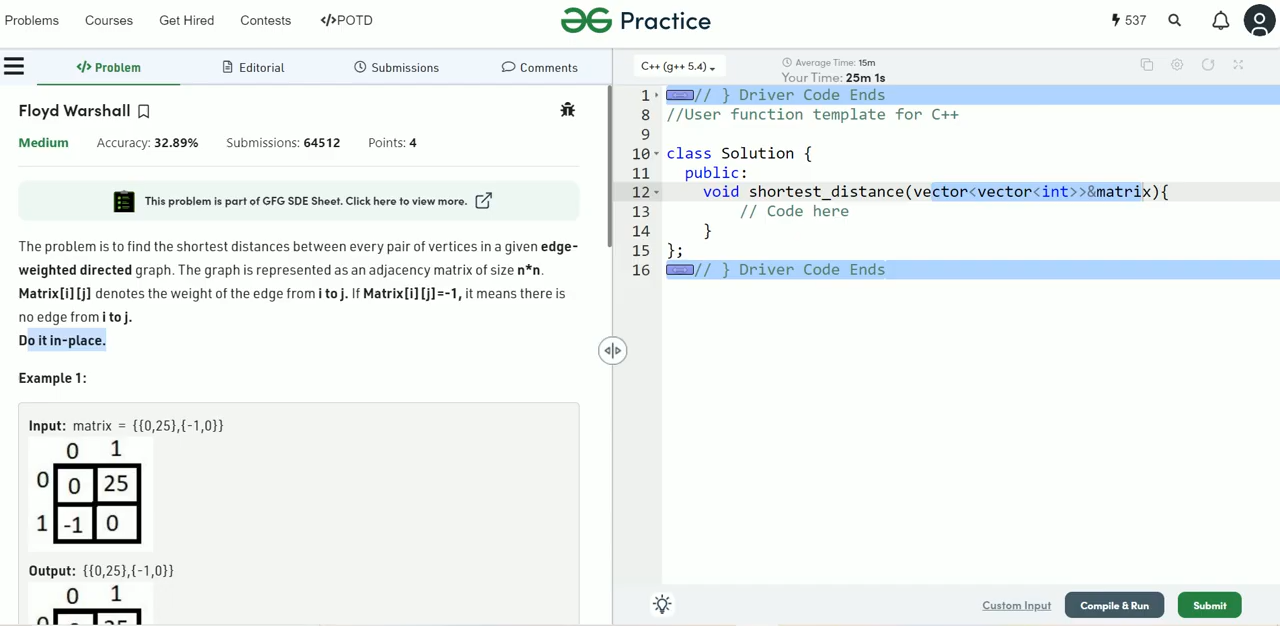 Problems Courses Get Hired Contests </>POTD Practice 537
</> Problem Editorial Submissions Comments
Floyd Warshall
Medium Accuracy: 32.89% Submissions: 64512 Points: 4
This problem is part of GFG SDE Sheet. Click here to view more.
The problem is to find the shortest distances between every pair of vertices in a given edge-
weighted directed graph. The graph is represented as an adjacency matrix of size n*n.
Matrix[i][j] denotes the weight of the edge from i to j. If Matrix[i][j]=-1, it means there is
no edge from i to j.
Do it in-place.
Example 1:
Input: matrix = {{0,25},{-1,0}}
0 1
0 0 25
1 -1 0
Output: {{0,25},{-1,0}}
0 1
0 0 25
C++ (g++ 5.4)
Average Time: 15m
Your Time: 25m 1s
1 // } Driver Code Ends
8 //User function template for C++
9
10 class Solution {
11 public:
12 void shortest_distance(vector<vector<int>>&matrix){
13 // Code here
14 }
15 };
16 // } Driver Code Ends
Custom Input Compile & Run Submit